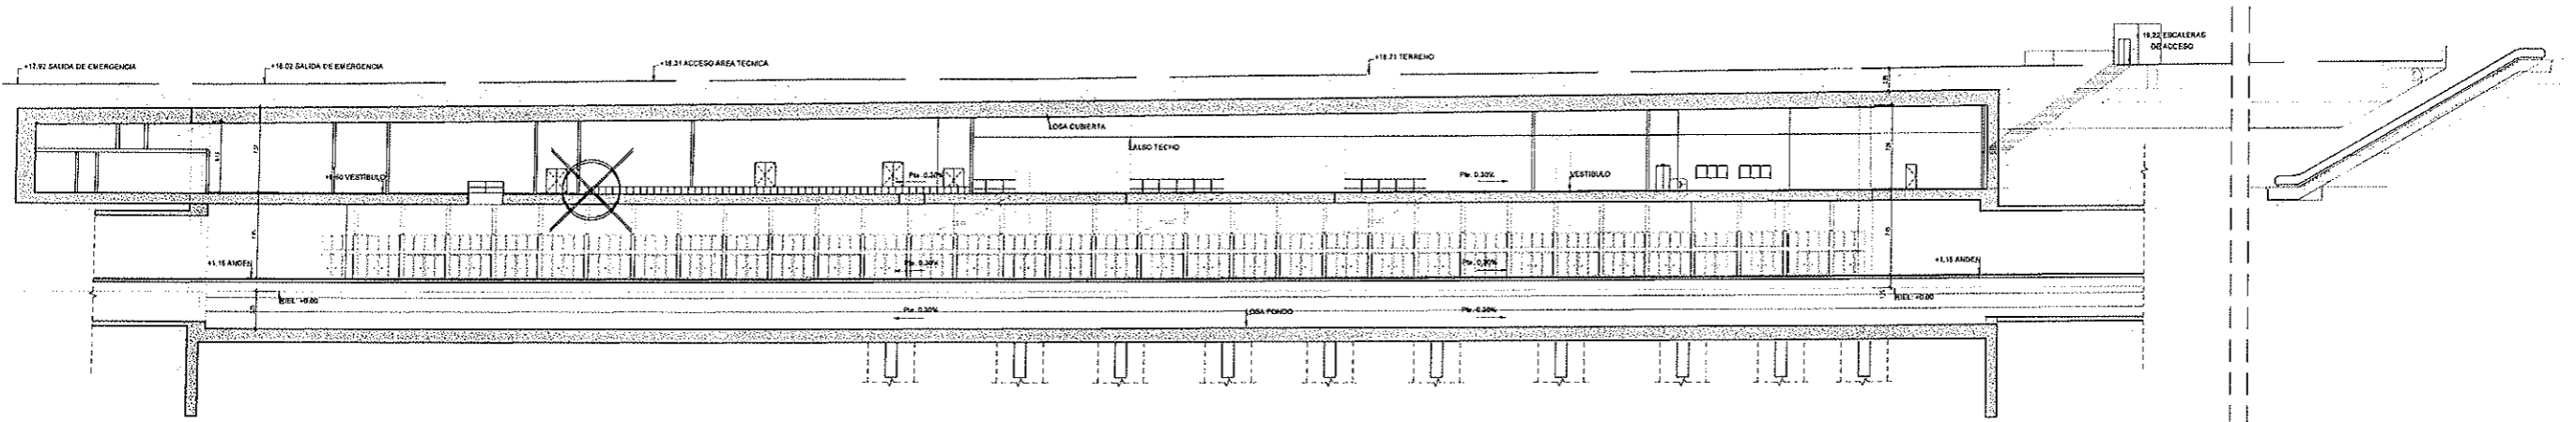 19,22 ESCALERAS
DE ACCESO
+18.71 TERRENO
+17.92 SALIDA DE EMERGENCIA
+18.02 SALIDA DE EMERGENCIA
+18.31 ACCESO AREA TECNICA
LOSA CUBIERTA
FALSO TECHO
VESTIBULO
Pte. 0.30%
Pte. 0.30%
VESTIBULO
+1,15 ANDEN
Pte. 0.30%
Pte. 0.30%
+1,15 ANDEN
RIEL: +0.00
RIEL: +0.00
Pte. 0.30%
LOSA FONDO
Pte. 0.30%